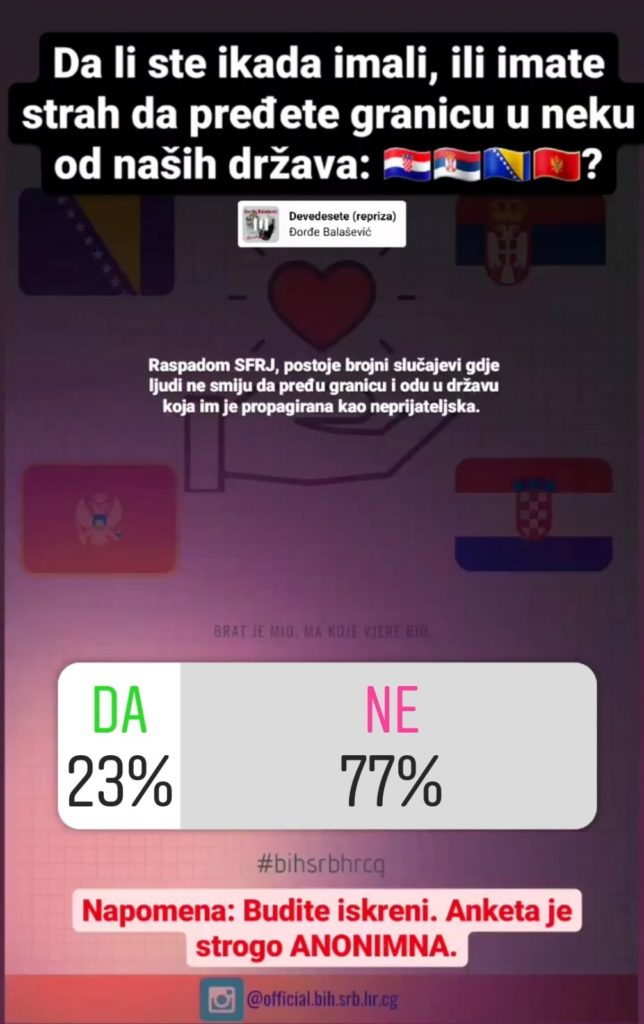 Da li ste ikada imali, ili imate
strah da pređete granicu u neku
od naših država: 🇭🇷🇷🇸🇧🇦🇲🇪?
Devedesete (repriza)
Đorđe Balašević
Raspadom SFRJ, postoje brojni slučajevi gdje
ljudi ne smiju da pređu granicu i odu u državu
koja im je propagirana kao neprijateljska.
BRAT JE MIO, MA KOJE VJERE BIO.
DA NE
23% 77%
#bihsrbhrcg
Napomena: Budite iskreni. Anketa je
strogo ANONIMNA.
@official.bih.srb.hr.cg